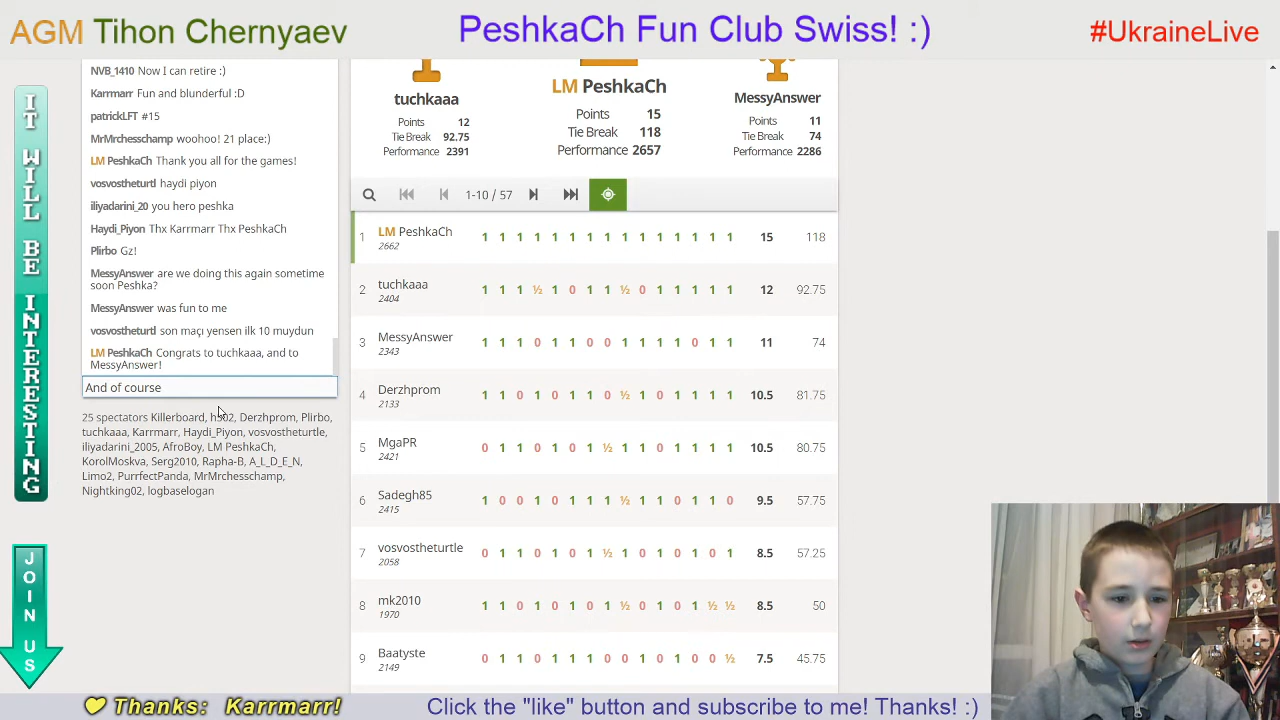 AGM Tihon Chernyaev
PeshkaCh Fun Club Swiss! :)
#UkraineLive
IT WILL BE INTERESTING
JOIN US
NVB_1410 Now I can retire :)
Karrmarr Fun and blunderful :D
patrickLFT #15
MrMrchesschamp woohoo! 21 place:)
LM PeshkaCh Thank you all for the games!
vosvostheturtl haydi piyon
iliyadarini_20 you hero peshka
Haydi_Piyon Thx Karrmarr Thx PeshkaCh
Plirbo Gz!
MessyAnswer are we doing this again sometime
soon Peshka?
MessyAnswer was fun to me
vosvostheturtl son maçı yensen ilk 10 muydun
LM PeshkaCh Congrats to tuchkaaa, and to
MessyAnswer!
And of course
25 spectators Killerboard, Derzhprom, Plirbo,
tuchkaaa, Karrmarr, Haydi_Piyon, vosvostheturtle,
iliyadarini_2005, AfroBoy, LM PeshkaCh,
KorolMoskva, Serg2010, Rapha-B, A_L_D_E_N,
Limo2, PurrfectPanda, MrMrchesschamp,
Nightking02, logbaselogan
tuchkaaa
Points 12
Tie Break 92.75
Performance 2391
LM PeshkaCh
Points 15
Tie Break 118
Performance 2657
MessyAnswer
Points 11
Tie Break 74
Performance 2286
1-10 / 57
1 LM PeshkaCh 1 1 1 1 1 1 1 1 1 1 1 1 1 1 1 15 118
2662
2 tuchkaaa 1 1 1 ½ 1 0 1 1 ½ 0 1 1 1 1 1 12 92.75
2404
3 MessyAnswer 1 1 1 0 1 1 0 0 1 1 1 1 0 1 1 11 74
2343
4 Derzhprom 1 1 0 1 1 0 1 0 ½ 1 0 1 1 1 1 10.5 81.75
2133
5 MgaPR 0 1 1 0 1 1 1 ½ 1 1 0 1 0 1 1 10.5 80.75
2421
6 Sadegh85 1 0 0 1 0 1 1 1 ½ 1 1 0 1 1 0 9.5 57.75
2415
7 vosvostheturtle 0 1 1 0 1 0 1 ½ 1 0 1 0 1 0 1 8.5 57.25
2058
8 mk2010 1 1 0 1 0 1 0 1 ½ 1 0 1 0 ½ ½ 8.5 50
1970
9 Baatyste 0 1 1 0 1 1 1 0 0 1 0 1 0 0 ½ 7.5 45.75
2149
Thanks: Karrmarr!
Click the "like" button and subscribe to me! Thanks! :)